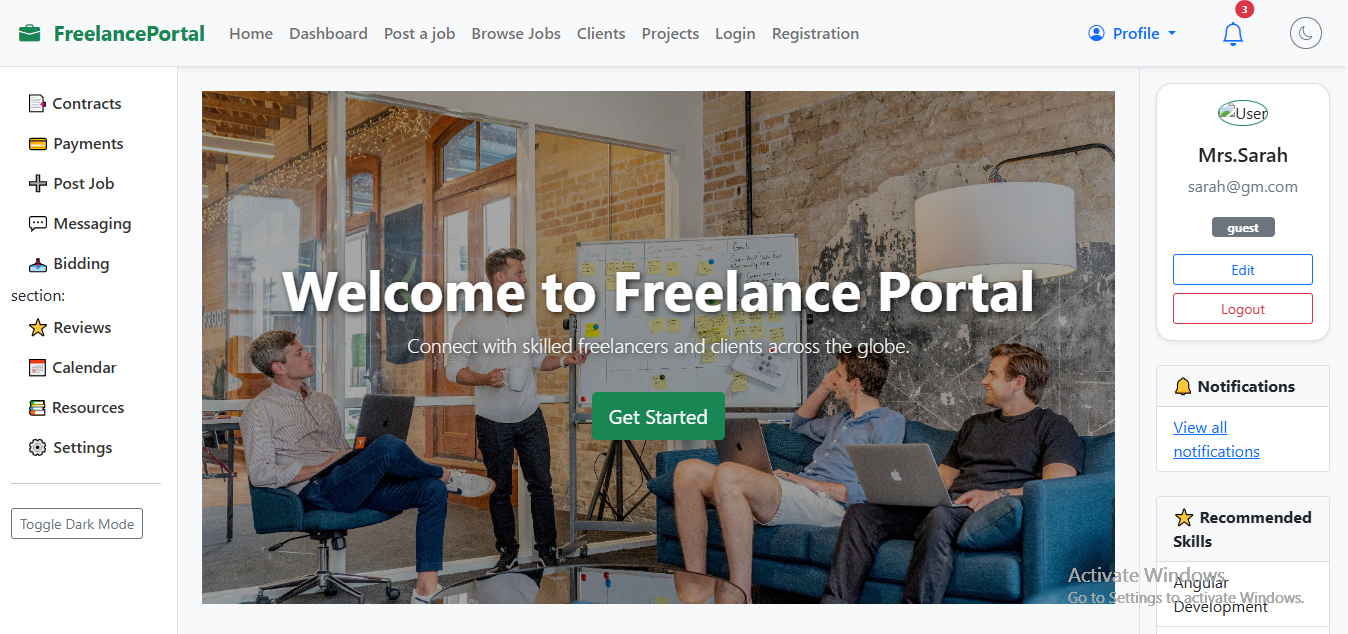 FreelancePortal
Home Dashboard Post a job Browse Jobs Clients Projects Login Registration
Profile
3
Contracts
Payments
Post Job
Messaging
Bidding
section:
Reviews
Calendar
Resources
Settings
Toggle Dark Mode
Welcome to Freelance Portal
Connect with skilled freelancers and clients across the globe.
Get Started
User
Mrs.Sarah
sarah@gm.com
guest
Edit
Logout
Notifications
View all
notifications
Recommended
Skills
Angular
Development
Activate Windows
Go to Settings to activate Windows.